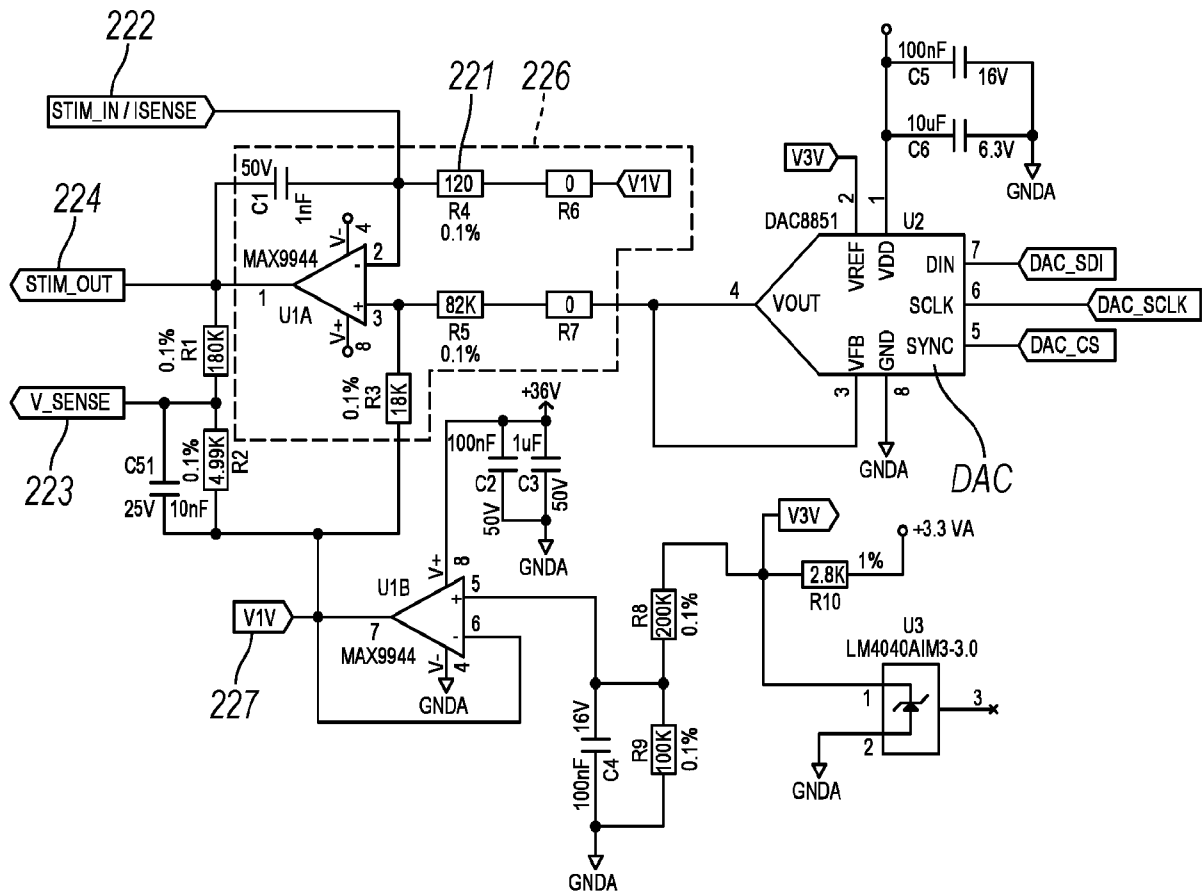 222
STIM_IN / ISENSE
221
226
100nF
C5
16V
10uF
C6
6.3V
GNDA
V3V
2
1
50V
C1
1nF
120
R4
0.1%
0
R6
V1V
224
STIM_OUT
MAX9944
V-
4
2
-
1
U1A
+
3
V+
8
DAC8851
U2
VREF
VDD
DIN
7
DAC_SDI
4
VOUT
SCLK
6
DAC_SCLK
VFB
GND
SYNC
5
DAC_CS
3
8
GNDA
DAC
82K
R5
0.1%
0
R7
0.1%
R1
180K
V_SENSE
223
0.1%
R3
18K
+36V
C51
25V
10nF
0.1%
4.99K
R2
100nF
C2
50V
1uF
C3
50V
GNDA
V3V
+3.3 VA
2.8K
1%
R10
U1B
V+
8
5
+
6
-
7
MAX9944
V-
4
GNDA
V1V
227
R8
200K
0.1%
U3
LM4040AIM3-3.0
1
2
3
GNDA
16V
100nF
C4
R9
100K
0.1%
GNDA